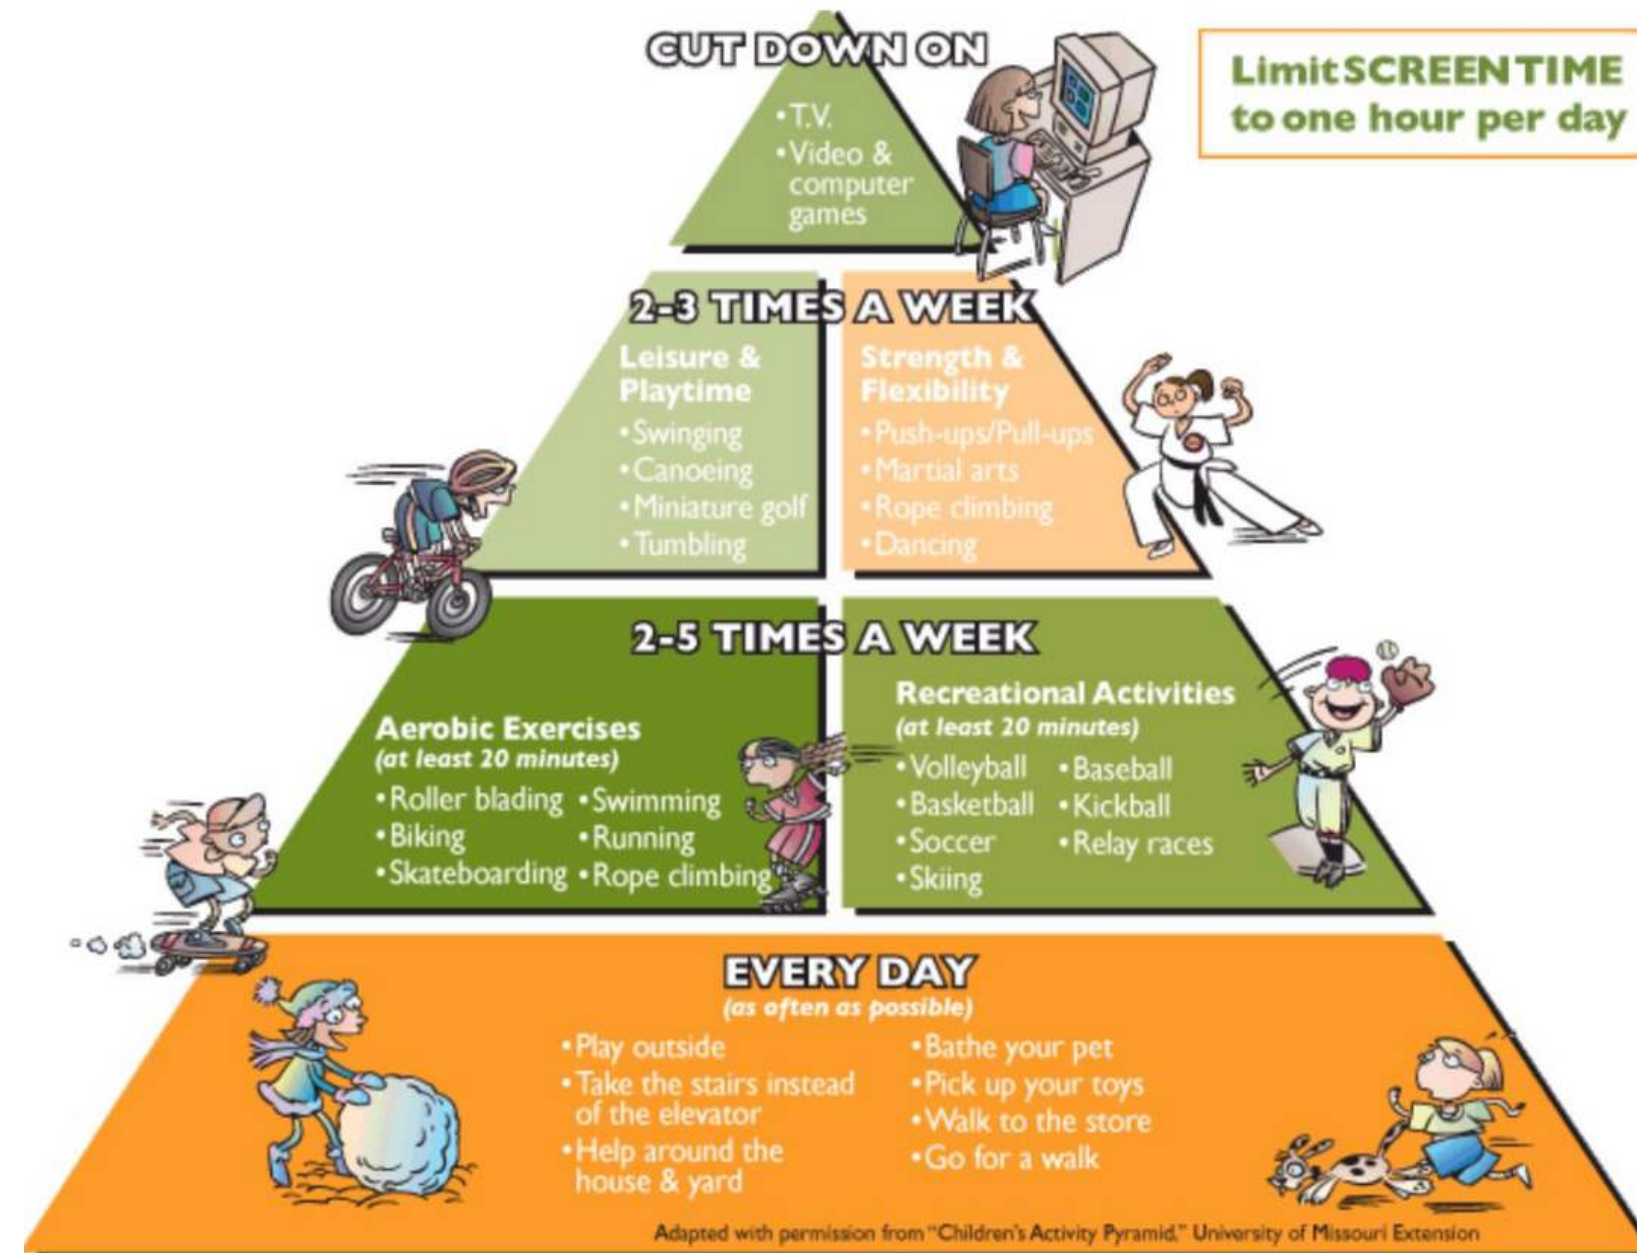 CUT DOWN ON
• T.V.
• Video &
computer
games
Limit SCREEN TIME
to one hour per day
2-3 TIMES A WEEK
Leisure &
Playtime
• Swinging
• Canoeing
• Miniature golf
• Tumbling
Strength &
Flexibility
• Push-ups/Pull-ups
• Martial arts
• Rope climbing
• Dancing
2-5 TIMES A WEEK
Aerobic Exercises
(at least 20 minutes)
• Roller blading • Swimming
• Biking • Running
• Skateboarding • Rope climbing
Recreational Activities
(at least 20 minutes)
• Volleyball • Baseball
• Basketball • Kickball
• Soccer • Relay races
• Skiing
EVERY DAY
(as often as possible)
• Play outside
• Take the stairs instead
of the elevator
• Help around the
house & yard
• Bathe your pet
• Pick up your toys
• Walk to the store
• Go for a walk
Adapted with permission from "Children's Activity Pyramid," University of Missouri Extension